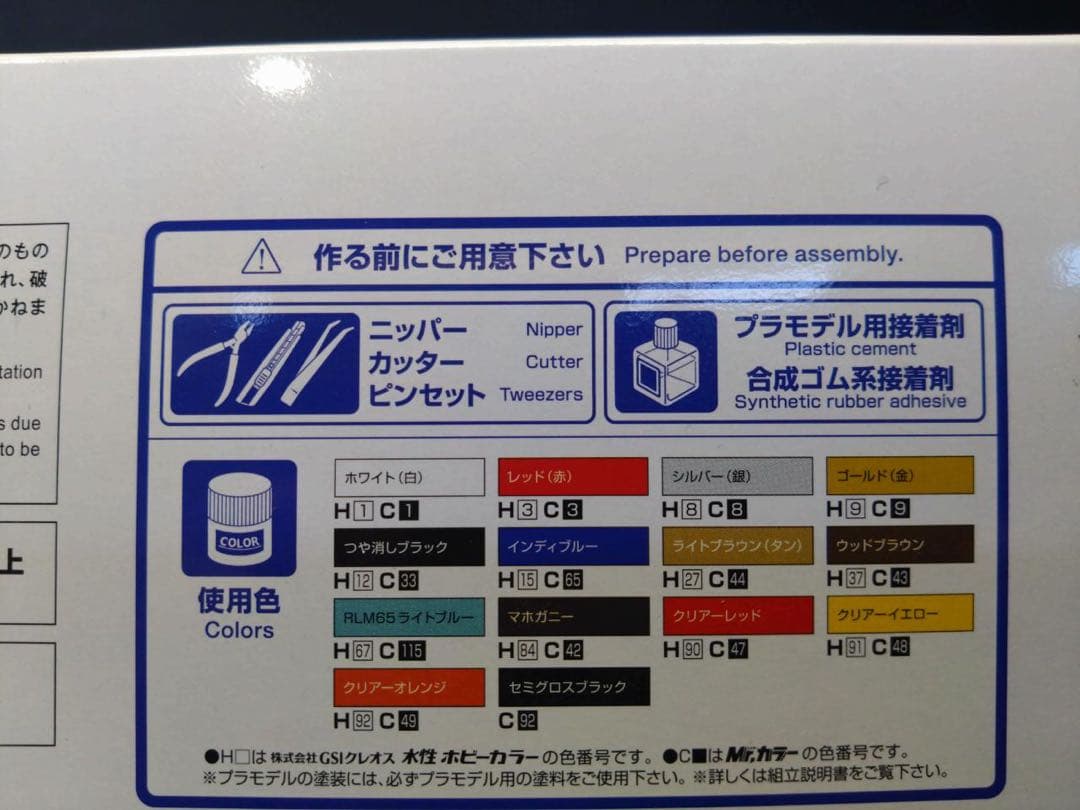 のもの
れ、破
かねま
tation
s due
to be
上
作る前にご用意下さい Prepare before assembly.
ニッパー Nipper
カッター Cutter
ピンセット Tweezers
プラモデル用接着剤
Plastic cement
合成ゴム系接着剤
Synthetic rubber adhesive
COLOR
使用色
Colors
ホワイト(白) レッド(赤) シルバー(銀) ゴールド(金)
H1 C1 H3 C3 H8 C8 H9 C9
つや消しブラック インディブルー ライトブラウン(タン) ウッドブラウン
H12 C33 H15 C65 H27 C44 H37 C43
RLM65ライトブルー マホガニー クリアーレッド クリアーイエロー
H67 C115 H84 C42 H90 C47 H91 C48
クリアーオレンジ セミグロスブラック
H92 C49 C92
●H□は 株式会社GSIクレオス 水性 ホビーカラーの色番号です。 ●C■はMr.カラーの色番号です。
※プラモデルの塗装には、必ずプラモデル用の塗料をご使用下さい。※詳しくは組立説明書をご覧下さい。